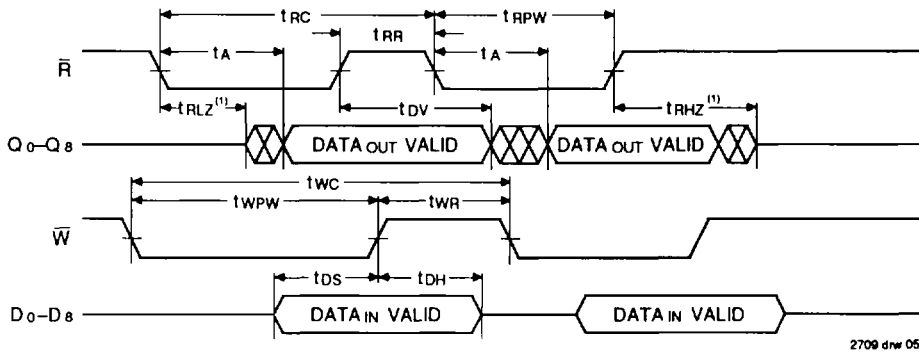 tRC tRPW
tRR
tA tA
R̅
tRLZ(1) tDV tRHZ(1)
Q0–Q8 DATA OUT VALID DATA OUT VALID
tWC
tWPW tWR
W̅
tDS tDH
D0–D8 DATA IN VALID DATA IN VALID
2709 drw 05